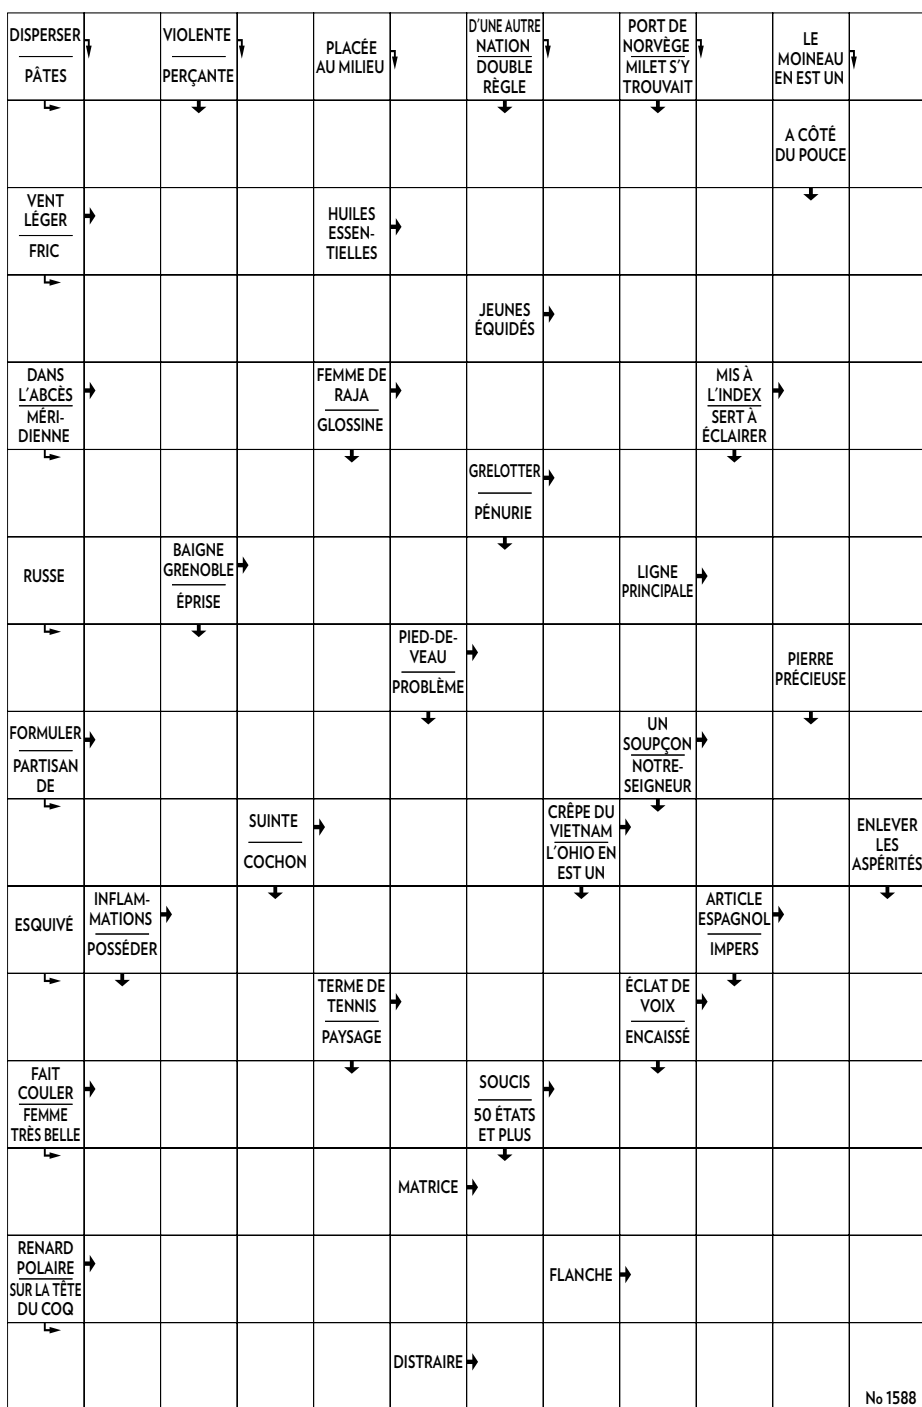 DISPERSER
PÂTES
VIOLENTE
PERÇANTE
PLACÉE
AU MILIEU
D'UNE AUTRE
NATION
DOUBLE
RÈGLE
PORT DE
NORVÈGE
MILET S'Y
TROUVAIT
LE
MOINEAU
EN EST UN
A CÔTÉ
DU POUCE
VENT
LÉGER
FRIC
HUILES
ESSEN-
TIELLES
JEUNES
ÉQUIDÉS
DANS
L'ABCÈS
MÉRI-
DIENNE
FEMME DE
RAJA
GLOSSINE
MIS À
L'INDEX
SERT À
ÉCLAIRER
GRELOTTER
PÉNURIE
RUSSE
BAIGNE
GRENOBLE
ÉPRISE
LIGNE
PRINCIPALE
PIED-DE-
VEAU
PROBLÈME
PIERRE
PRÉCIEUSE
FORMULER
PARTISAN
DE
UN
SOUPÇON
NOTRE-
SEIGNEUR
SUINTE
COCHON
CRÊPE DU
VIETNAM
L'OHIO EN
EST UN
ENLEVER
LES
ASPÉRITÉS
ESQUIVÉ
INFLAM-
MATIONS
POSSÉDER
ARTICLE
ESPAGNOL
IMPERS
TERME DE
TENNIS
PAYSAGE
ÉCLAT DE
VOIX
ENCAISSÉ
FAIT
COULER
FEMME
TRÈS BELLE
SOUCIS
50 ÉTATS
ET PLUS
MATRICE
RENARD
POLAIRE
SUR LA TÊTE
DU COQ
FLANCHE
DISTRAIRE
No 1588